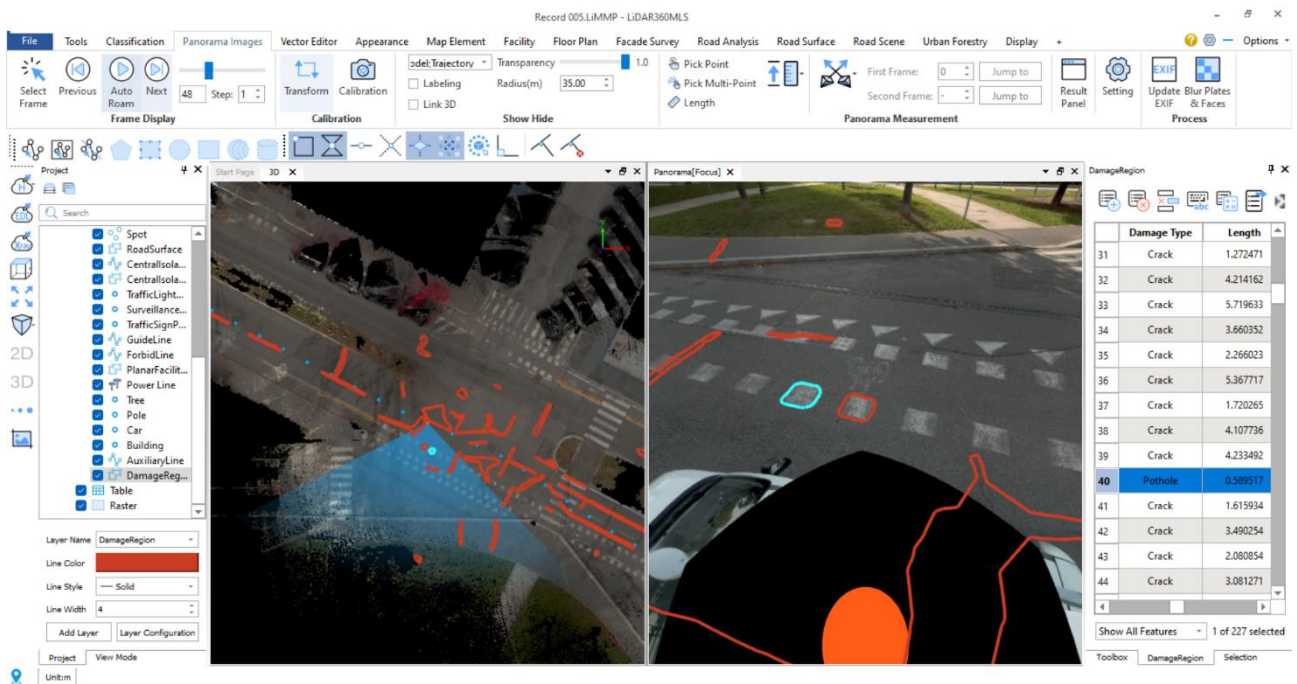 Record 005.LiMMP - LiDAR360MLS
File Tools Classification Panorama Images Vector Editor Appearance Map Element Facility Floor Plan Facade Survey Road Analysis Road Surface Road Scene Urban Forestry Display + Options
Select Frame Previous Auto Roam Next 48 Step: 1
Frame Display
Transform Calibration
Calibration
odel;Trajectory Transparency 1.0
Labeling Radius(m) 35.00
Link 3D
Show Hide
Pick Point
Pick Multi-Point
Length
First Frame: 0 Jump to
Second Frame: - Jump to
Result Panel Setting
Panorama Measurement
Update EXIF Blur Plates & Faces
EXIF
Process
Project
Search
Spot
RoadSurface
CentralIsola...
CentralIsola...
TrafficLight...
Surveillance...
TrafficSignP...
GuideLine
ForbidLine
PlanarFacilit...
Power Line
Tree
Pole
Car
Building
AuxiliaryLine
DamageReg...
Table
Raster
H
EDL
Xray
2D
3D
Layer Name DamageRegion
Line Color
Line Style Solid
Line Width 4
Add Layer Layer Configuration
Project View Mode
Unit:m
Start Page 3D
Panorama[Focus]
DamageRegion
abc
Damage Type Length
31 Crack 1.272471
32 Crack 4.214162
33 Crack 5.719633
34 Crack 3.660352
35 Crack 2.266023
36 Crack 5.367717
37 Crack 1.720265
38 Crack 4.107736
39 Crack 4.233492
40 Pothole 0.589517
41 Crack 1.615934
42 Crack 3.490254
43 Crack 2.080854
44 Crack 3.081271
Show All Features 1 of 227 selected
Toolbox DamageRegion Selection